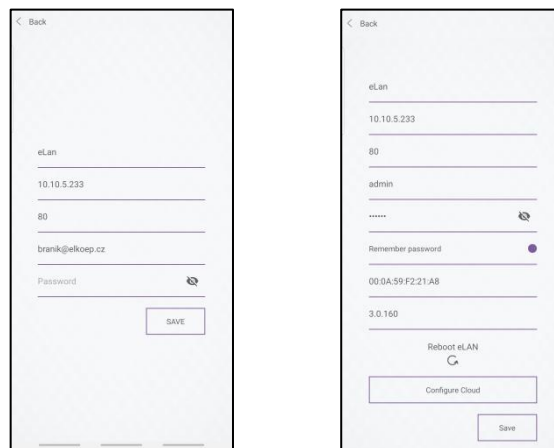 Back
eLan
10.10.5.233
80
branik@elkoep.cz
Password
SAVE
Back
eLan
10.10.5.233
80
admin
••••••
Remember password
00:0A:59:F2:21:A8
3.0.160
Reboot eLAN
Configure Cloud
Save